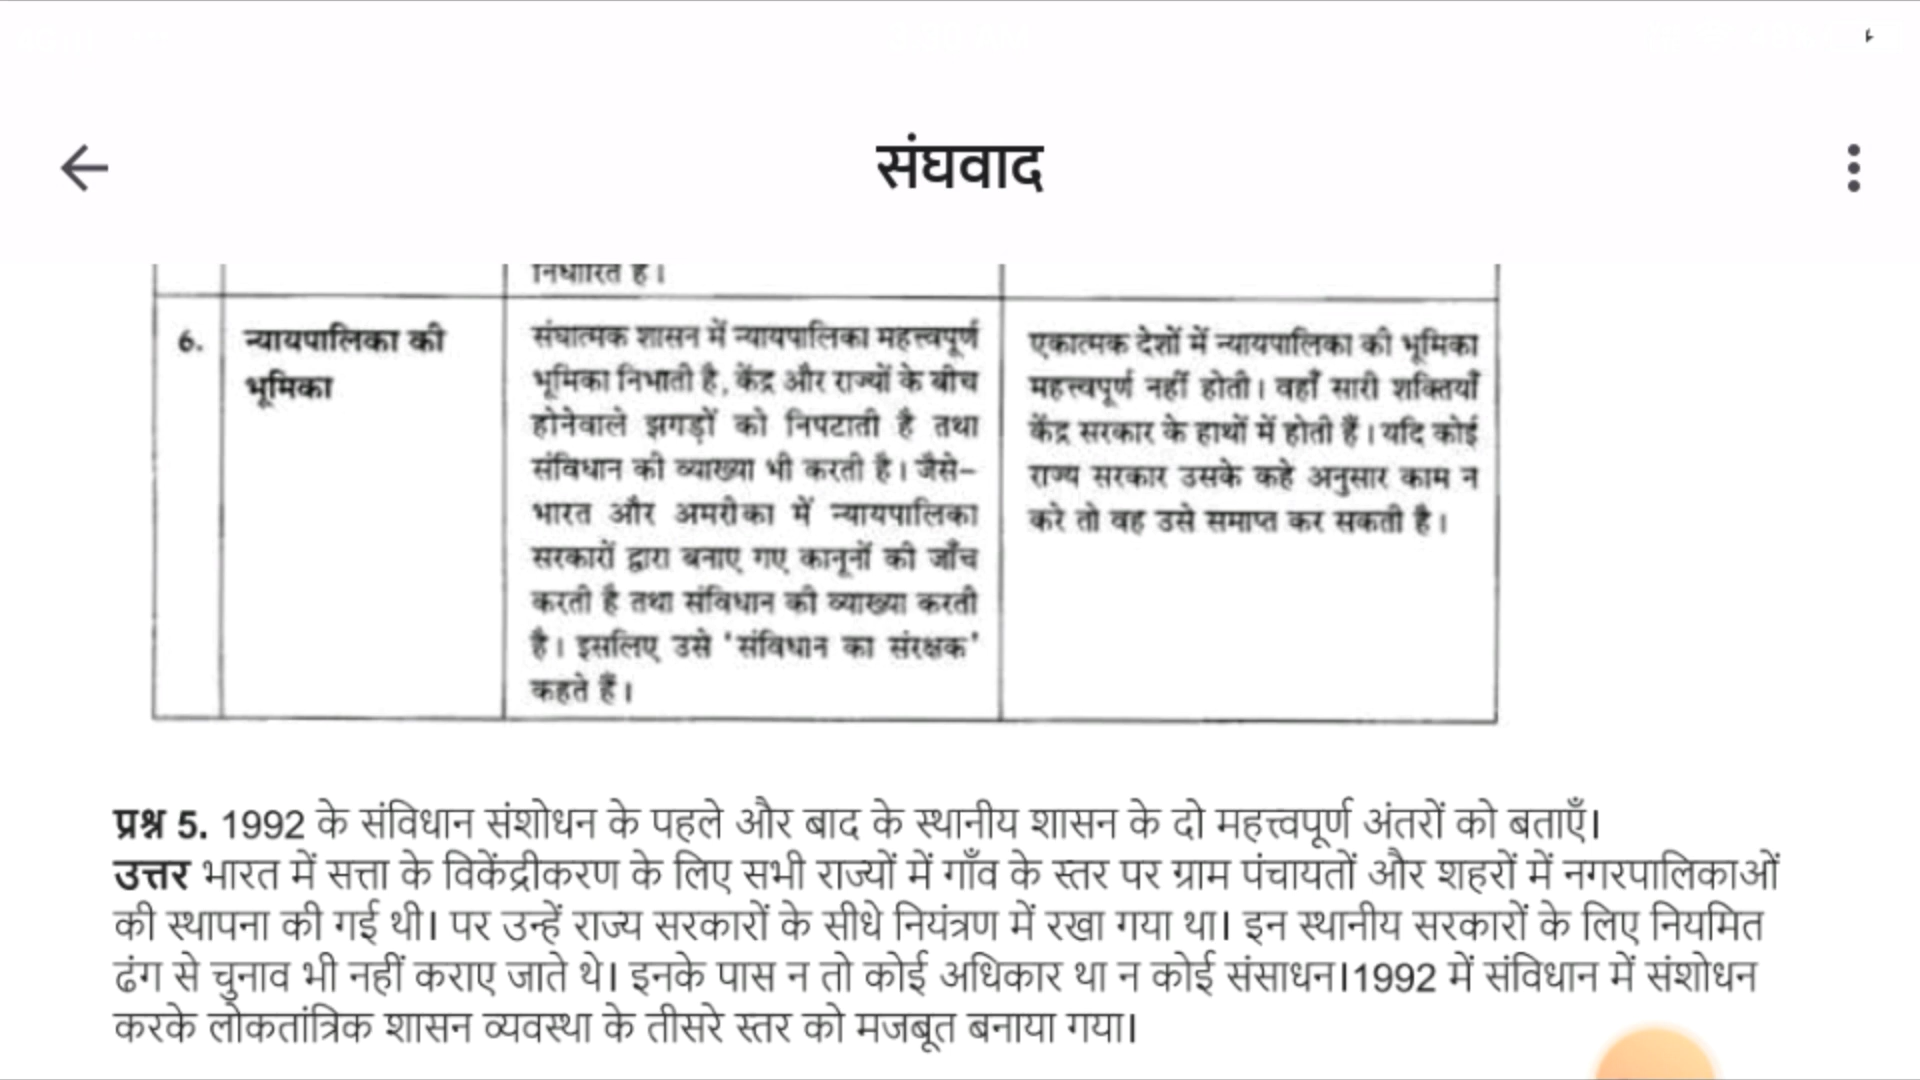 संघवाद
निर्धारित है।
6. न्यायपालिका की
भूमिका
संघात्मक शासन में न्यायपालिका महत्त्वपूर्ण
भूमिका निभाती है, केंद्र और राज्यों के बीच
होनेवाले झगड़ों को निपटाती है तथा
संविधान की व्याख्या भी करती है। जैसे–
भारत और अमरीका में न्यायपालिका
सरकारों द्वारा बनाए गए कानूनों की जाँच
करती है तथा संविधान की व्याख्या करती
है। इसलिए उसे 'संविधान का संरक्षक'
कहते हैं।
एकात्मक देशों में न्यायपालिका की भूमिका
महत्त्वपूर्ण नहीं होती। वहाँ सारी शक्तियाँ
केंद्र सरकार के हाथों में होती हैं। यदि कोई
राज्य सरकार उसके कहे अनुसार काम न
करे तो वह उसे समाप्त कर सकती है।
प्रश्न 5. 1992 के संविधान संशोधन के पहले और बाद के स्थानीय शासन के दो महत्त्वपूर्ण अंतरों को बताएँ।
उत्तर भारत में सत्ता के विकेंद्रीकरण के लिए सभी राज्यों में गाँव के स्तर पर ग्राम पंचायतों और शहरों में नगरपालिकाओं
की स्थापना की गई थी। पर उन्हें राज्य सरकारों के सीधे नियंत्रण में रखा गया था। इन स्थानीय सरकारों के लिए नियमित
ढंग से चुनाव भी नहीं कराए जाते थे। इनके पास न तो कोई अधिकार था न कोई संसाधन।1992 में संविधान में संशोधन
करके लोकतांत्रिक शासन व्यवस्था के तीसरे स्तर को मजबूत बनाया गया।